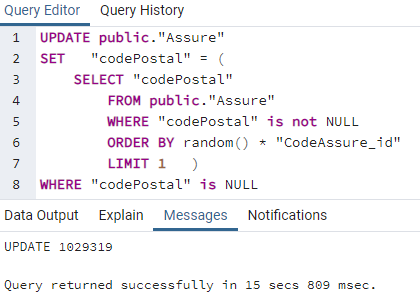 Query Editor Query History
1 UPDATE public."Assure"
2 SET "codePostal" = (
3 SELECT "codePostal"
4 FROM public."Assure"
5 WHERE "codePostal" is not NULL
6 ORDER BY random() * "CodeAssure_id"
7 LIMIT 1 )
8 WHERE "codePostal" is NULL
Data Output Explain Messages Notifications
UPDATE 1029319
Query returned successfully in 15 secs 809 msec.